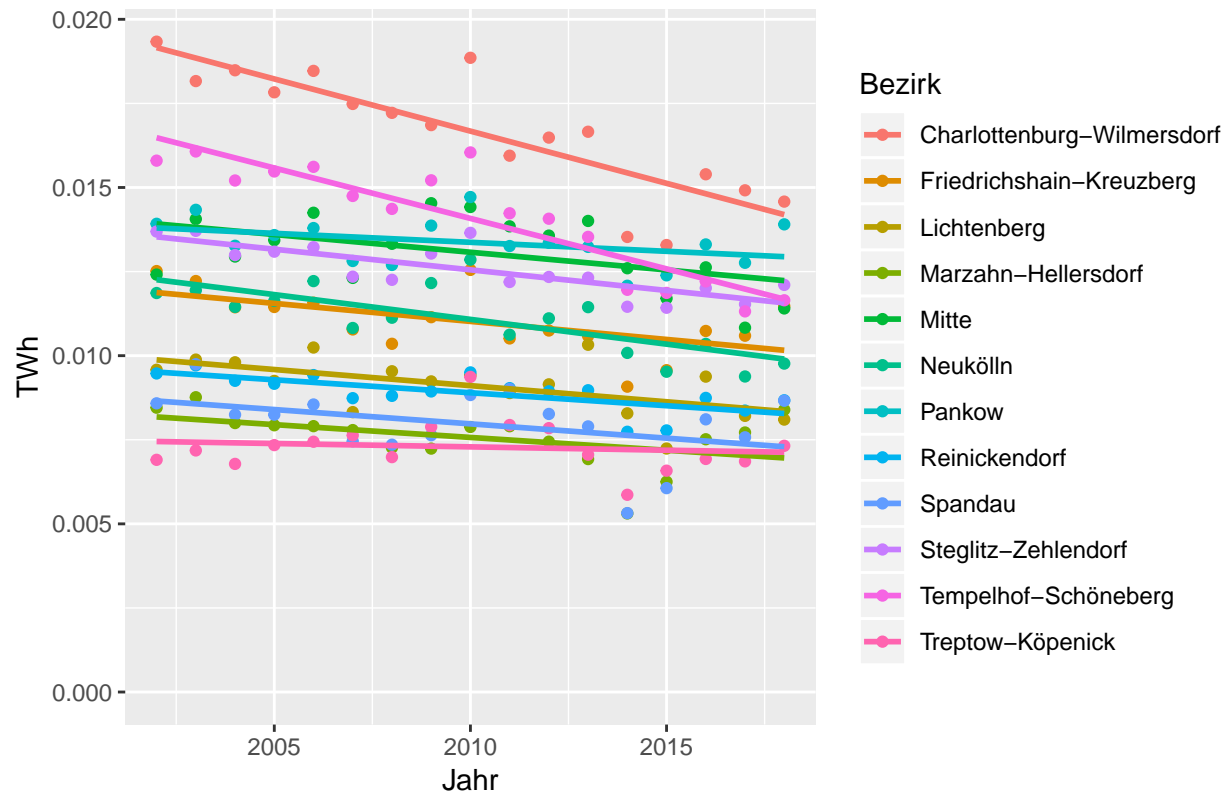 0.020
0.015
0.010
0.005
0.000
TWh
2005 2010 2015
Jahr
Bezirk
Charlottenburg−Wilmersdorf
Friedrichshain−Kreuzberg
Lichtenberg
Marzahn−Hellersdorf
Mitte
Neukölln
Pankow
Reinickendorf
Spandau
Steglitz−Zehlendorf
Tempelhof−Schöneberg
Treptow−Köpenick